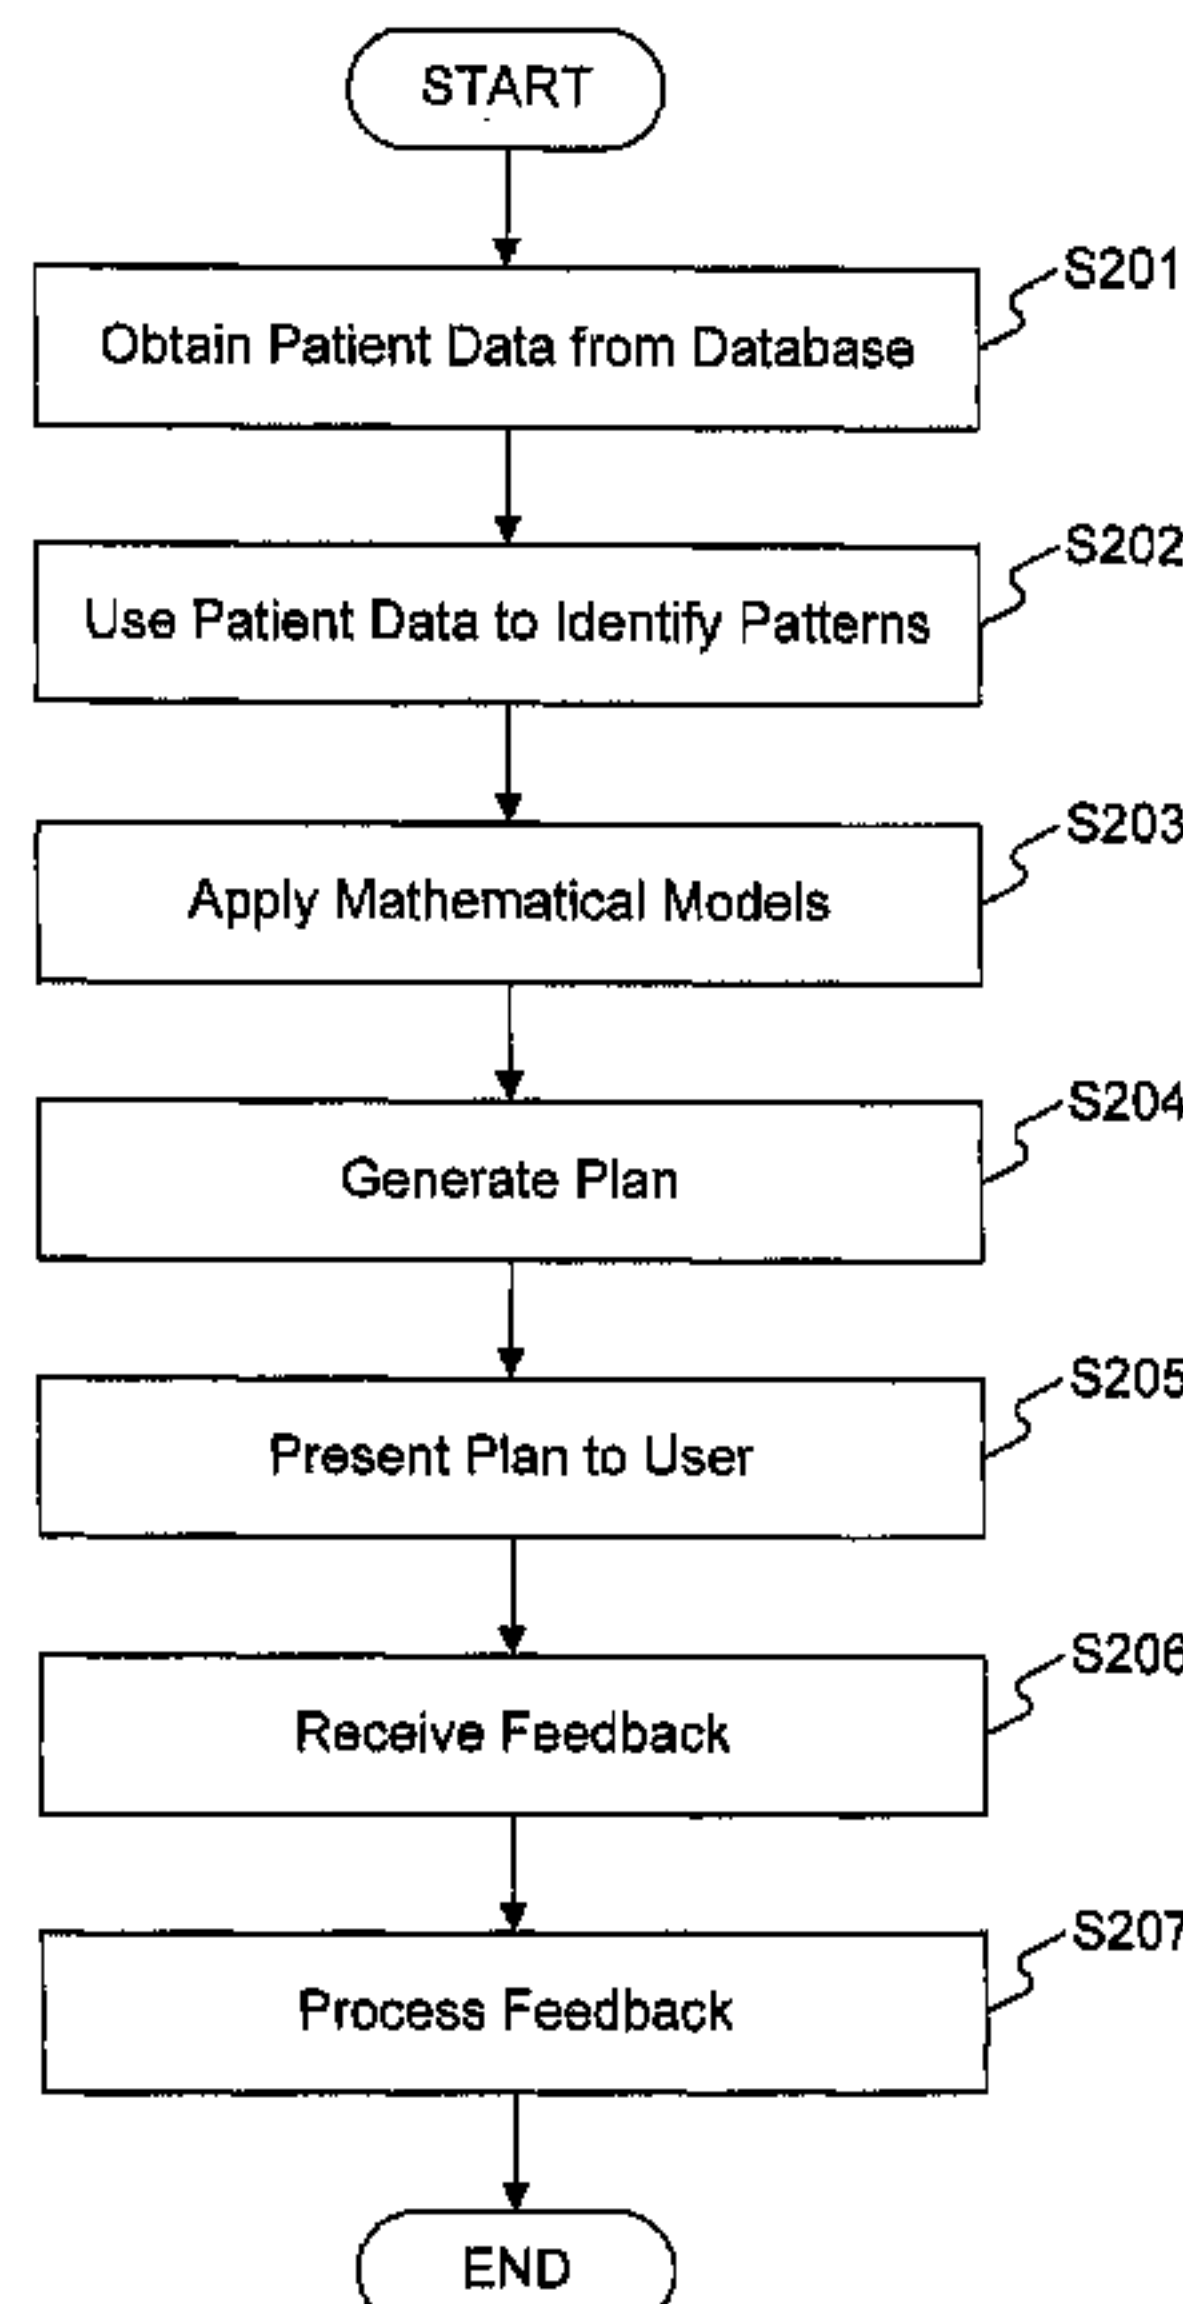 START
S201
Obtain Patient Data from Database
S202
Use Patient Data to Identify Patterns
S203
Apply Mathematical Models
S204
Generate Plan
S205
Present Plan to User
S206
Receive Feedback
S207
Process Feedback
END